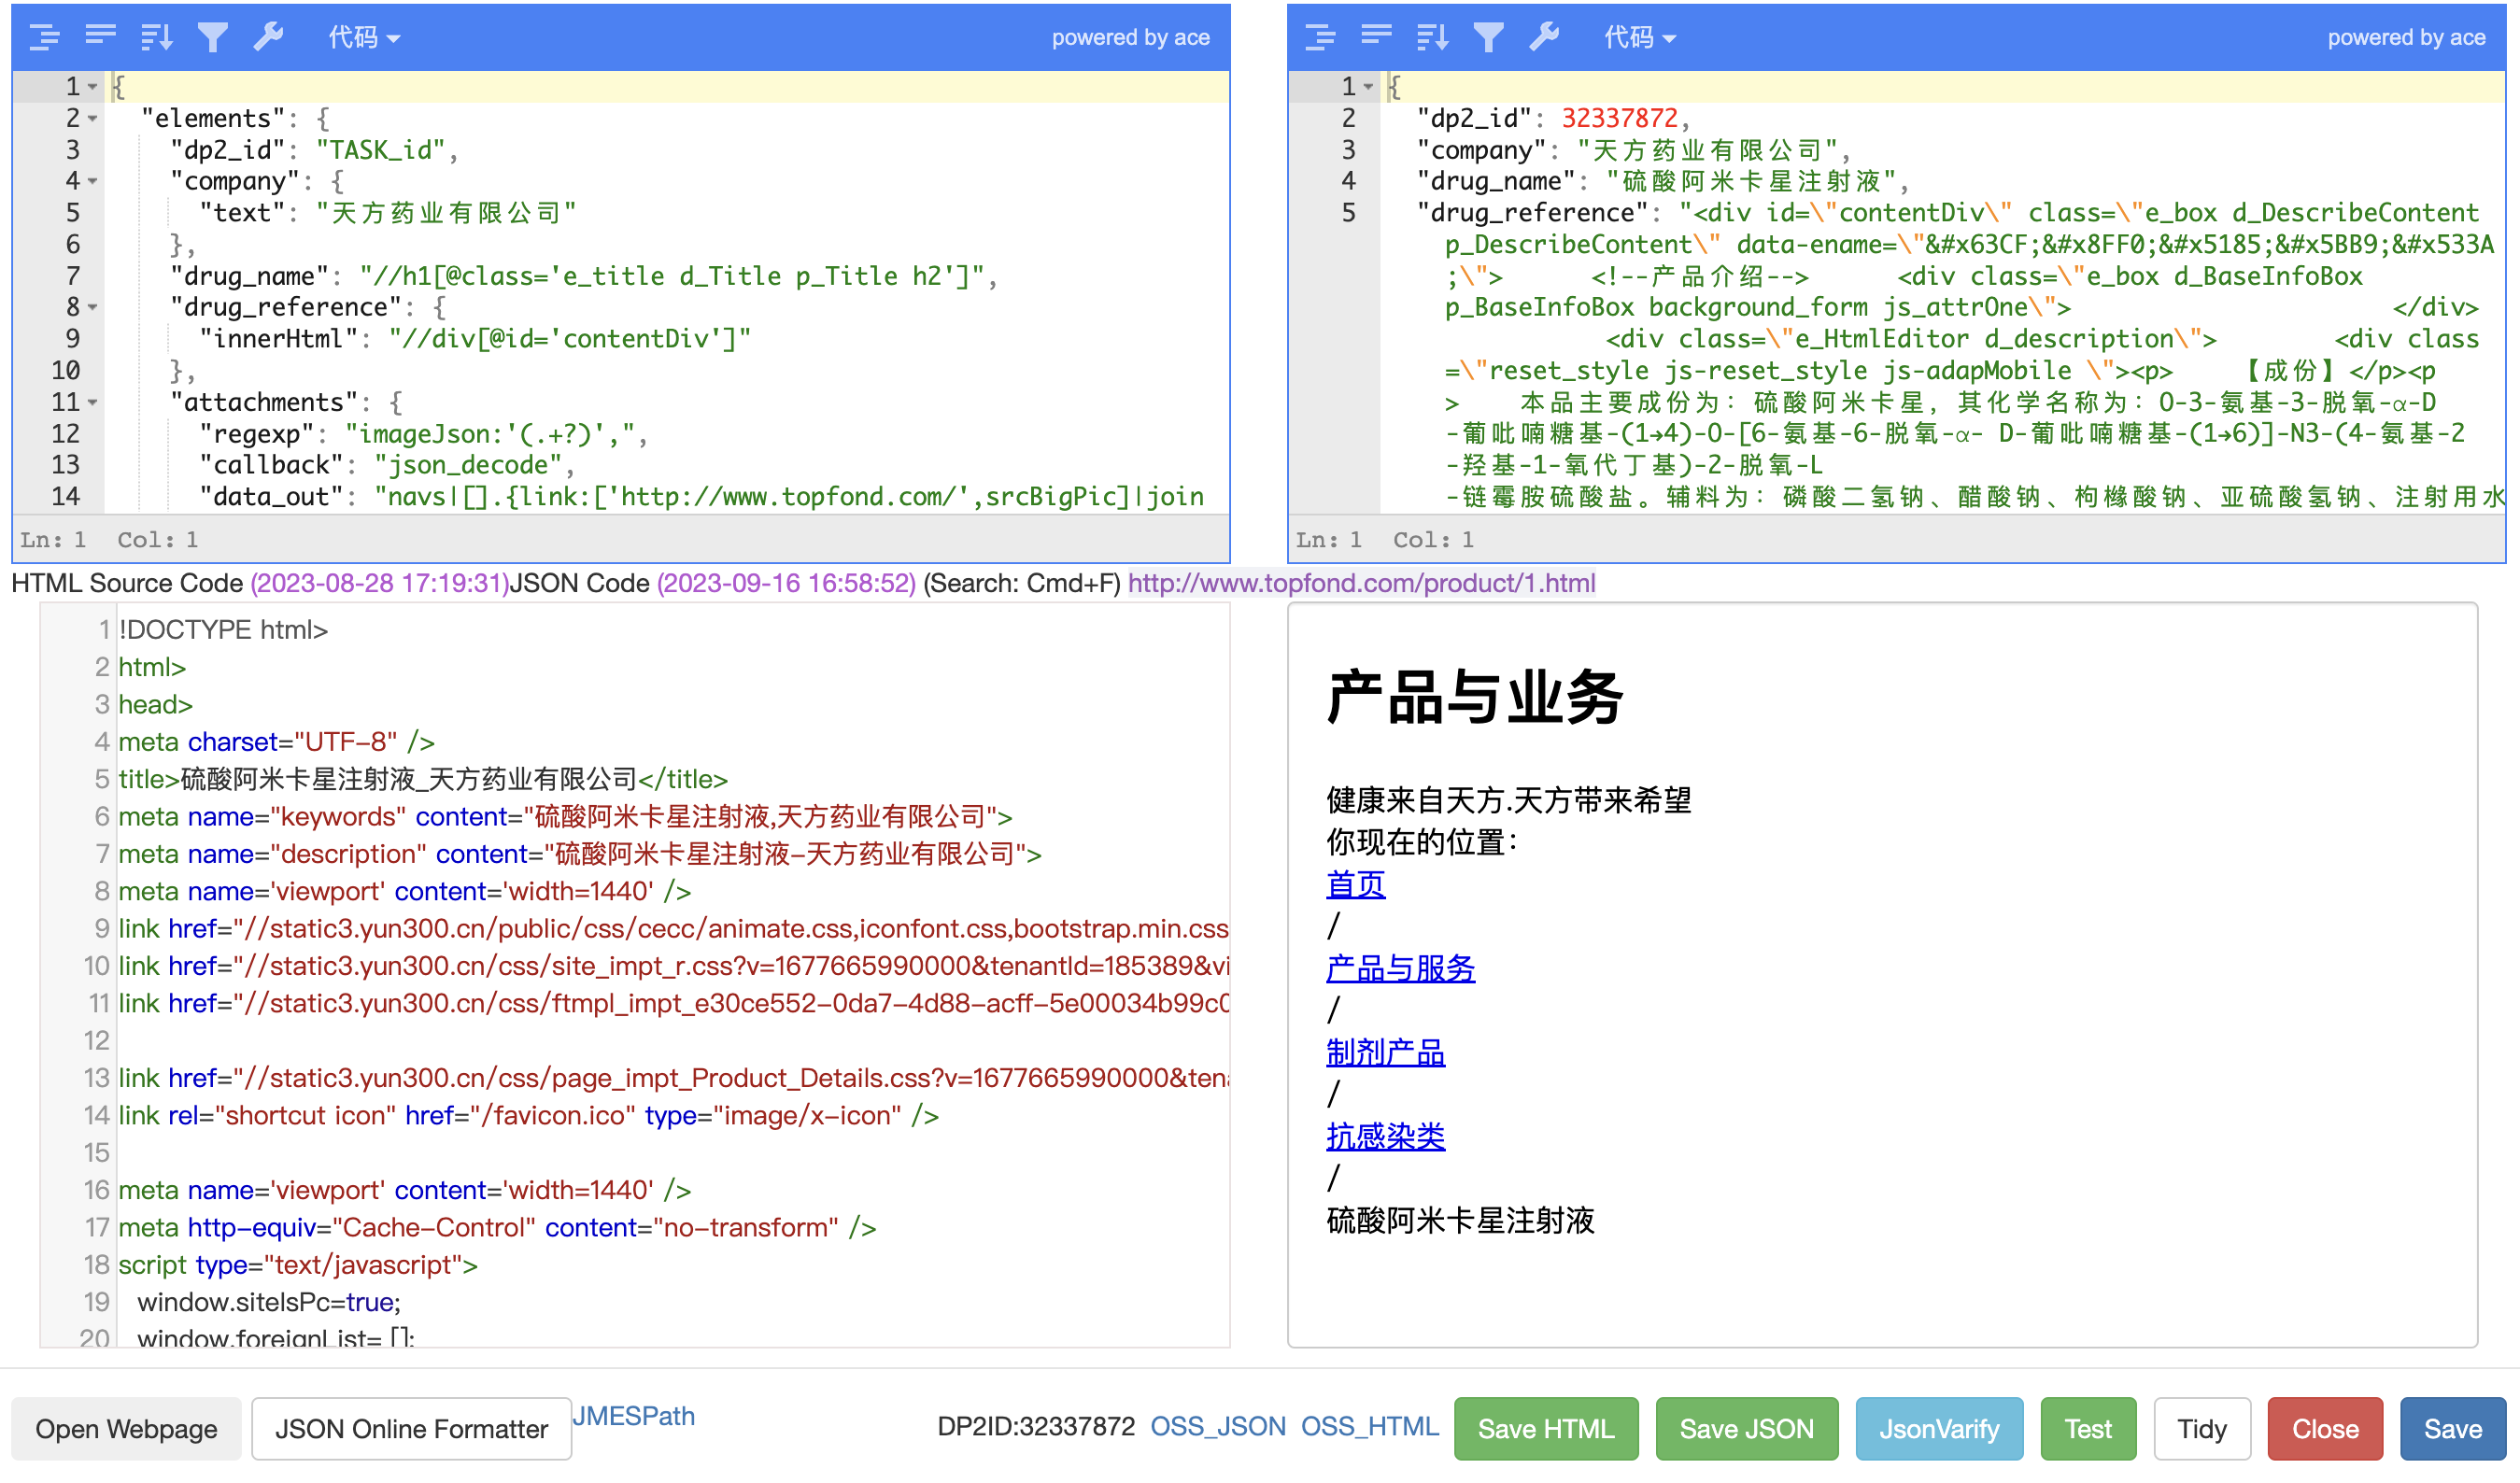 代码 powered by ace
1 {
2 "elements": {
3 "dp2_id": "TASK_id",
4 "company": {
5 "text": "天方药业有限公司"
6 },
7 "drug_name": "//h1[@class='e_title d_Title p_Title h2']",
8 "drug_reference": {
9 "innerHtml": "//div[@id='contentDiv']"
10 },
11 "attachments": {
12 "regexp": "imageJson:'(.+?)',",
13 "callback": "json_decode",
14 "data_out": "navs|[].{link:['http://www.topfond.com/',srcBigPic]|join
Ln: 1 Col: 1
代码 powered by ace
1 {
2 "dp2_id": 32337872,
3 "company": "天方药业有限公司",
4 "drug_name": "硫酸阿米卡星注射液",
5 "drug_reference": "<div id=\"contentDiv\" class=\"e_box d_DescribeContent
p_DescribeContent\" data-ename=\"&#x63CF;&#x8FF0;&#x5185;&#x5BB9;&#x533A
;\"> <!--产品介绍--> <div class=\"e_box d_BaseInfoBox
p_BaseInfoBox background_form js_attrOne\"> </div>
<div class=\"e_HtmlEditor d_description\"> <div class
=\"reset_style js-reset_style js-adapMobile \"><p> 【成份】</p><p
> 本品主要成份为：硫酸阿米卡星，其化学名称为：O-3-氨基-3-脱氧-α-D
-葡吡喃糖基-(1→4)-O-[6-氨基-6-脱氧-α- D-葡吡喃糖基-(1→6)]-N3-(4-氨基-2
-羟基-1-氧代丁基)-2-脱氧-L
-链霉胺硫酸盐。辅料为：磷酸二氢钠、醋酸钠、枸橼酸钠、亚硫酸氢钠、注射用水
Ln: 1 Col: 1
HTML Source Code (2023-08-28 17:19:31)JSON Code (2023-09-16 16:58:52) (Search: Cmd+F) http://www.topfond.com/product/1.html
1 !DOCTYPE html>
2 html>
3 head>
4 meta charset="UTF-8" />
5 title>硫酸阿米卡星注射液_天方药业有限公司</title>
6 meta name="keywords" content="硫酸阿米卡星注射液,天方药业有限公司">
7 meta name="description" content="硫酸阿米卡星注射液-天方药业有限公司">
8 meta name='viewport' content='width=1440' />
9 link href="//static3.yun300.cn/public/css/cecc/animate.css,iconfont.css,bootstrap.min.css
10 link href="//static3.yun300.cn/css/site_impt_r.css?v=1677665990000&tenantId=185389&vi
11 link href="//static3.yun300.cn/css/ftmpl_impt_e30ce552-0da7-4d88-acff-5e00034b99c0
12
13 link href="//static3.yun300.cn/css/page_impt_Product_Details.css?v=1677665990000&tena
14 link rel="shortcut icon" href="/favicon.ico" type="image/x-icon" />
15
16 meta name='viewport' content='width=1440' />
17 meta http-equiv="Cache-Control" content="no-transform" />
18 script type="text/javascript">
19 window.siteIsPc=true;
20 window.foreignList= [];
产品与业务
健康来自天方.天方带来希望
你现在的位置：
首页
/
产品与服务
/
制剂产品
/
抗感染类
/
硫酸阿米卡星注射液
Open Webpage JSON Online Formatter JMESPath DP2ID:32337872 OSS_JSON OSS_HTML Save HTML Save JSON JsonVarify Test Tidy Close Save